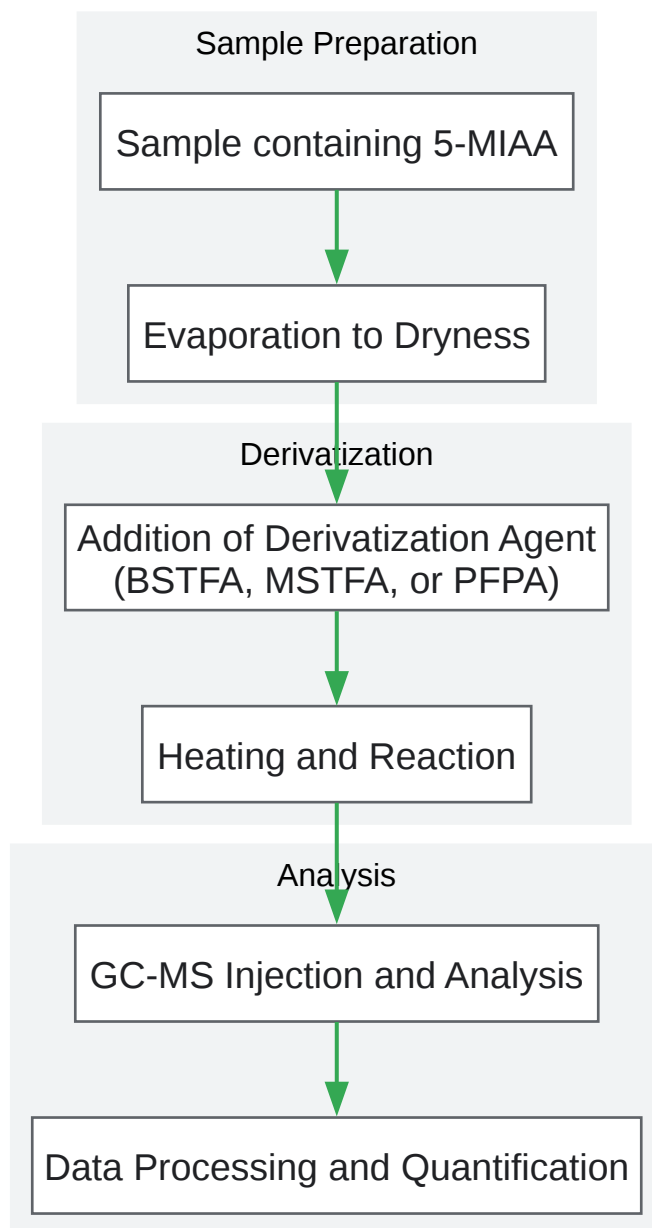 Sample Preparation
Sample containing 5-MIAA
Evaporation to Dryness
Derivatization
Addition of Derivatization Agent
(BSTFA, MSTFA, or PFPA)
Heating and Reaction
Analysis
GC-MS Injection and Analysis
Data Processing and Quantification